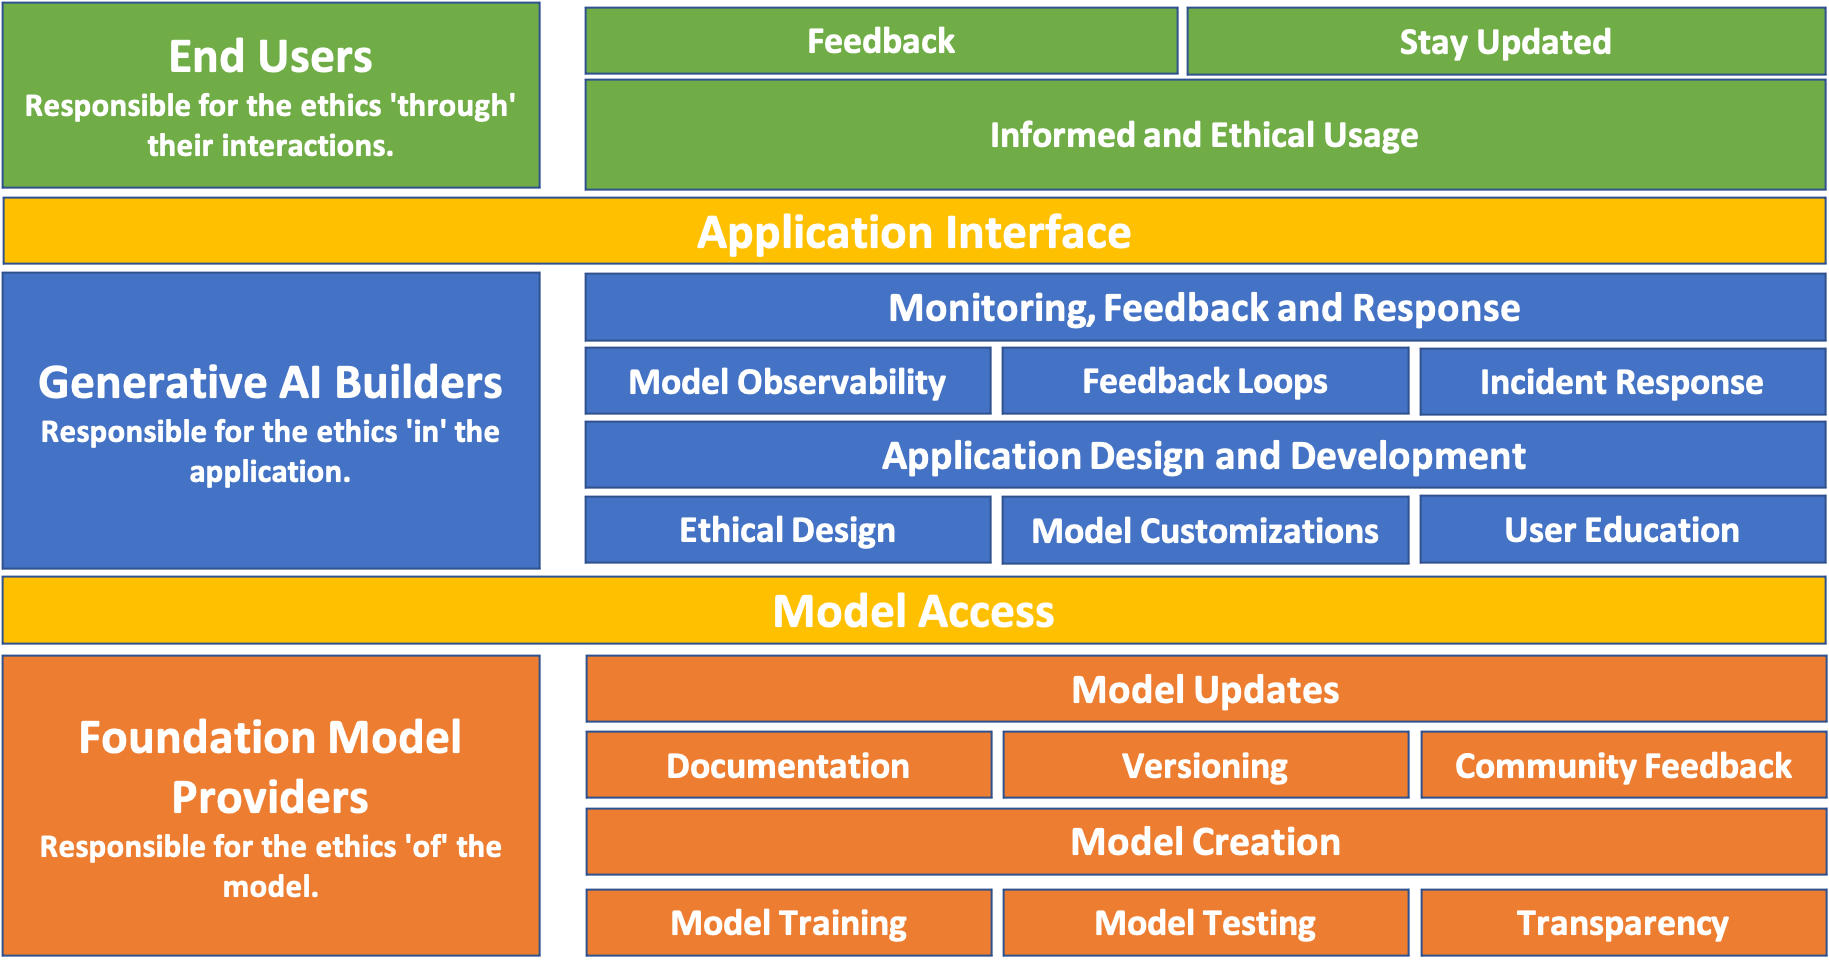 End Users
Responsible for the ethics 'through'
their interactions.
Feedback
Stay Updated
Informed and Ethical Usage
Application Interface
Generative AI Builders
Responsible for the ethics 'in' the
application.
Monitoring, Feedback and Response
Model Observability
Feedback Loops
Incident Response
Application Design and Development
Ethical Design
Model Customizations
User Education
Model Access
Foundation Model
Providers
Responsible for the ethics 'of' the
model.
Model Updates
Documentation
Versioning
Community Feedback
Model Creation
Model Training
Model Testing
Transparency